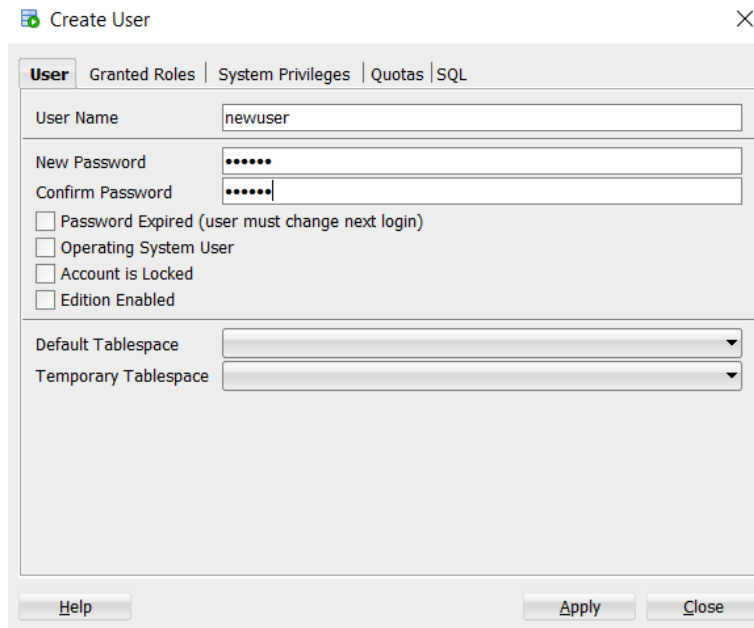 Create User
User Granted Roles System Privileges Quotas SQL
User Name newuser
New Password ••••••
Confirm Password ••••••
Password Expired (user must change next login)
Operating System User
Account is Locked
Edition Enabled
Default Tablespace
Temporary Tablespace
Help Apply Close